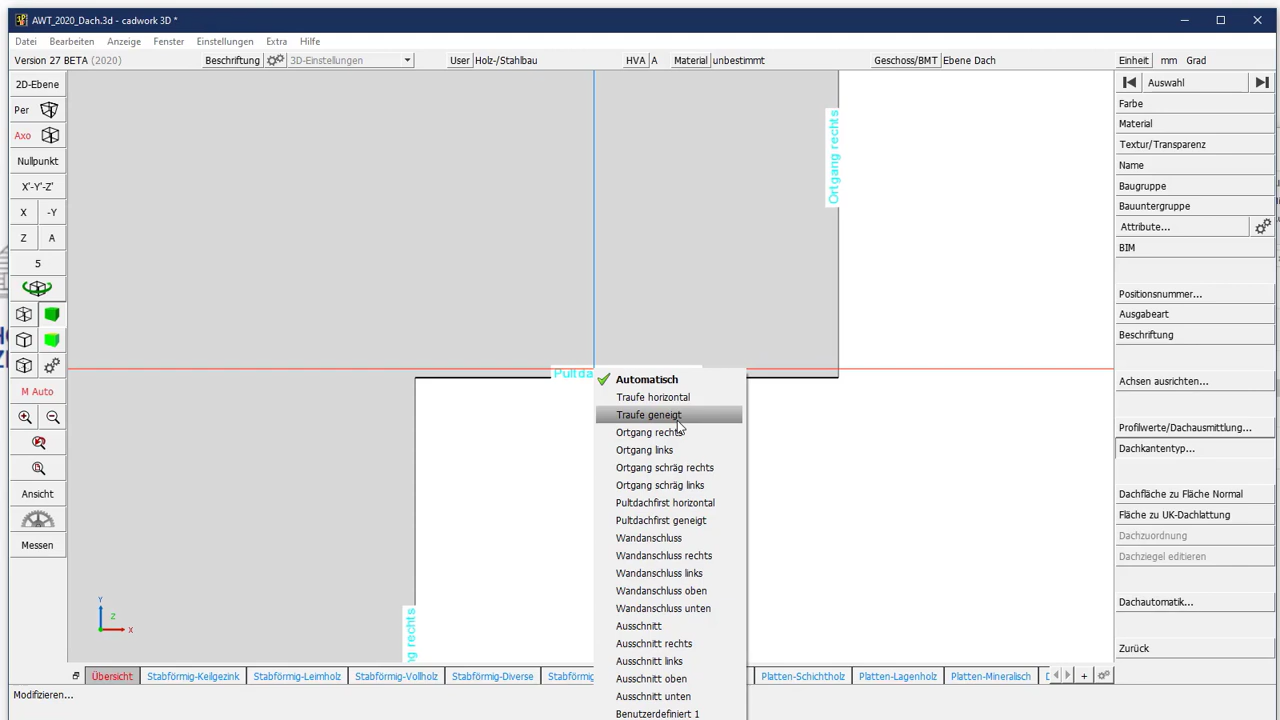 AWT_2020_Dach.3d - cadwork 3D *
Datei Bearbeiten Anzeige Fenster Einstellungen Extra Hilfe
Version 27 BETA (2020) Beschriftung 3D-Einstellungen User Holz-/Stahlbau HVA A Material unbestimmt Geschoss/BMT Ebene Dach Einheit mm Grad
2D-Ebene
Per
Axo
Nullpunkt
X'-Y'-Z'
X -Y
Z A
5
M Auto
Ansicht
Messen
Ortgang rechts
Pultda
ng rechts
Y
Z
X
Automatisch
Traufe horizontal
Traufe geneigt
Ortgang rechts
Ortgang links
Ortgang schräg rechts
Ortgang schräg links
Pultdachfirst horizontal
Pultdachfirst geneigt
Wandanschluss
Wandanschluss rechts
Wandanschluss links
Wandanschluss oben
Wandanschluss unten
Ausschnitt
Ausschnitt rechts
Ausschnitt links
Ausschnitt oben
Ausschnitt unten
Benutzerdefiniert 1
Auswahl
Farbe
Material
Textur/Transparenz
Name
Baugruppe
Bauuntergruppe
Attribute...
BIM
Positionsnummer...
Ausgabeart
Beschriftung
Achsen ausrichten...
Profilwerte/Dachausmittlung...
Dachkantentyp...
Dachfläche zu Fläche Normal
Fläche zu UK-Dachlattung
Dachzuordnung
Dachziegel editieren
Dachautomatik...
Zurück
Übersicht Stabförmig-Keilgezink Stabförmig-Leimholz Stabförmig-Vollholz Stabförmig-Diverse Stabförmig Platten-Schichtholz Platten-Lagenholz Platten-Mineralisch +
Modifizieren...